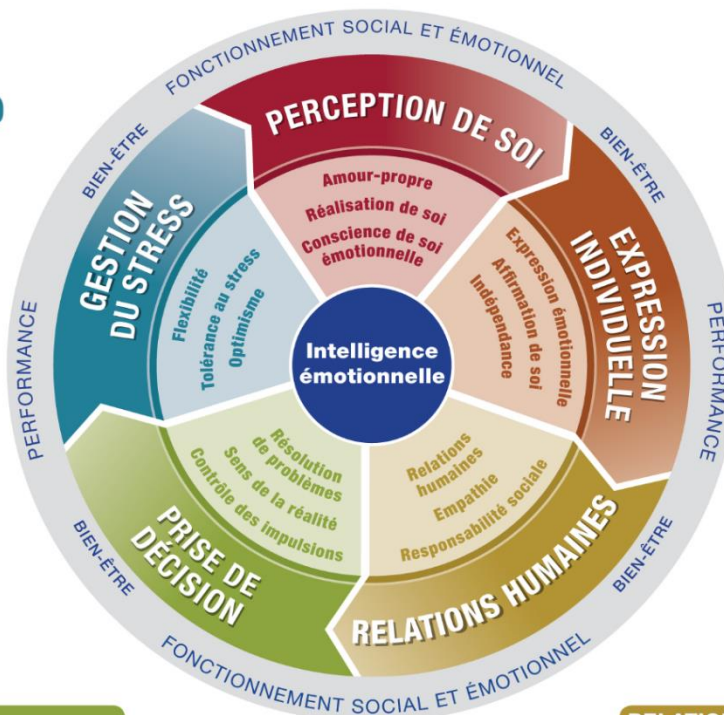 FONCTIONNEMENT SOCIAL ET ÉMOTIONNEL
BIEN-ÊTRE
PERFORMANCE
BIEN-ÊTRE
FONCTIONNEMENT SOCIAL ET ÉMOTIONNEL
BIEN-ÊTRE
PERFORMANCE
BIEN-ÊTRE
PERCEPTION DE SOI
Amour-propre
Réalisation de soi
Conscience de soi
émotionnelle
EXPRESSION
INDIVIDUELLE
Expression émotionnelle
Affirmation de soi
Indépendance
RELATIONS HUMAINES
Relations
humaines
Empathie
Responsabilité sociale
PRISE DE
DÉCISION
Résolution
de problèmes
Sens de la réalité
Contrôle des impulsions
GESTION
DU STRESS
Flexibilité
Tolérance au stress
Optimisme
Intelligence
émotionnelle